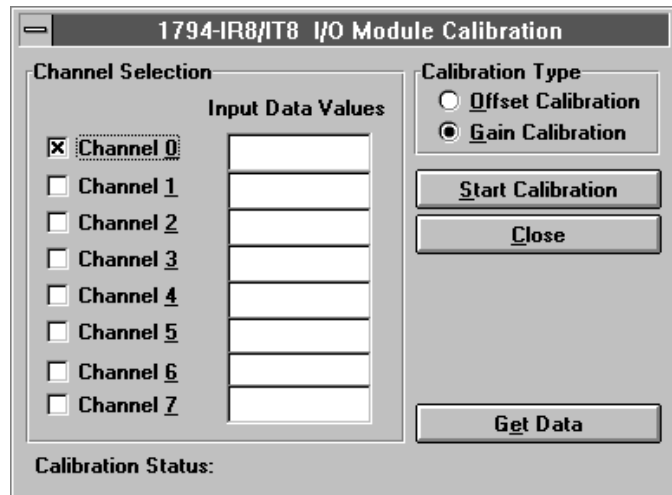 1794-IR8/IT8 I/O Module Calibration
Channel Selection
Input Data Values
Channel 0
Channel 1
Channel 2
Channel 3
Channel 4
Channel 5
Channel 6
Channel 7
Calibration Type
Offset Calibration
Gain Calibration
Start Calibration
Close
Get Data
Calibration Status: